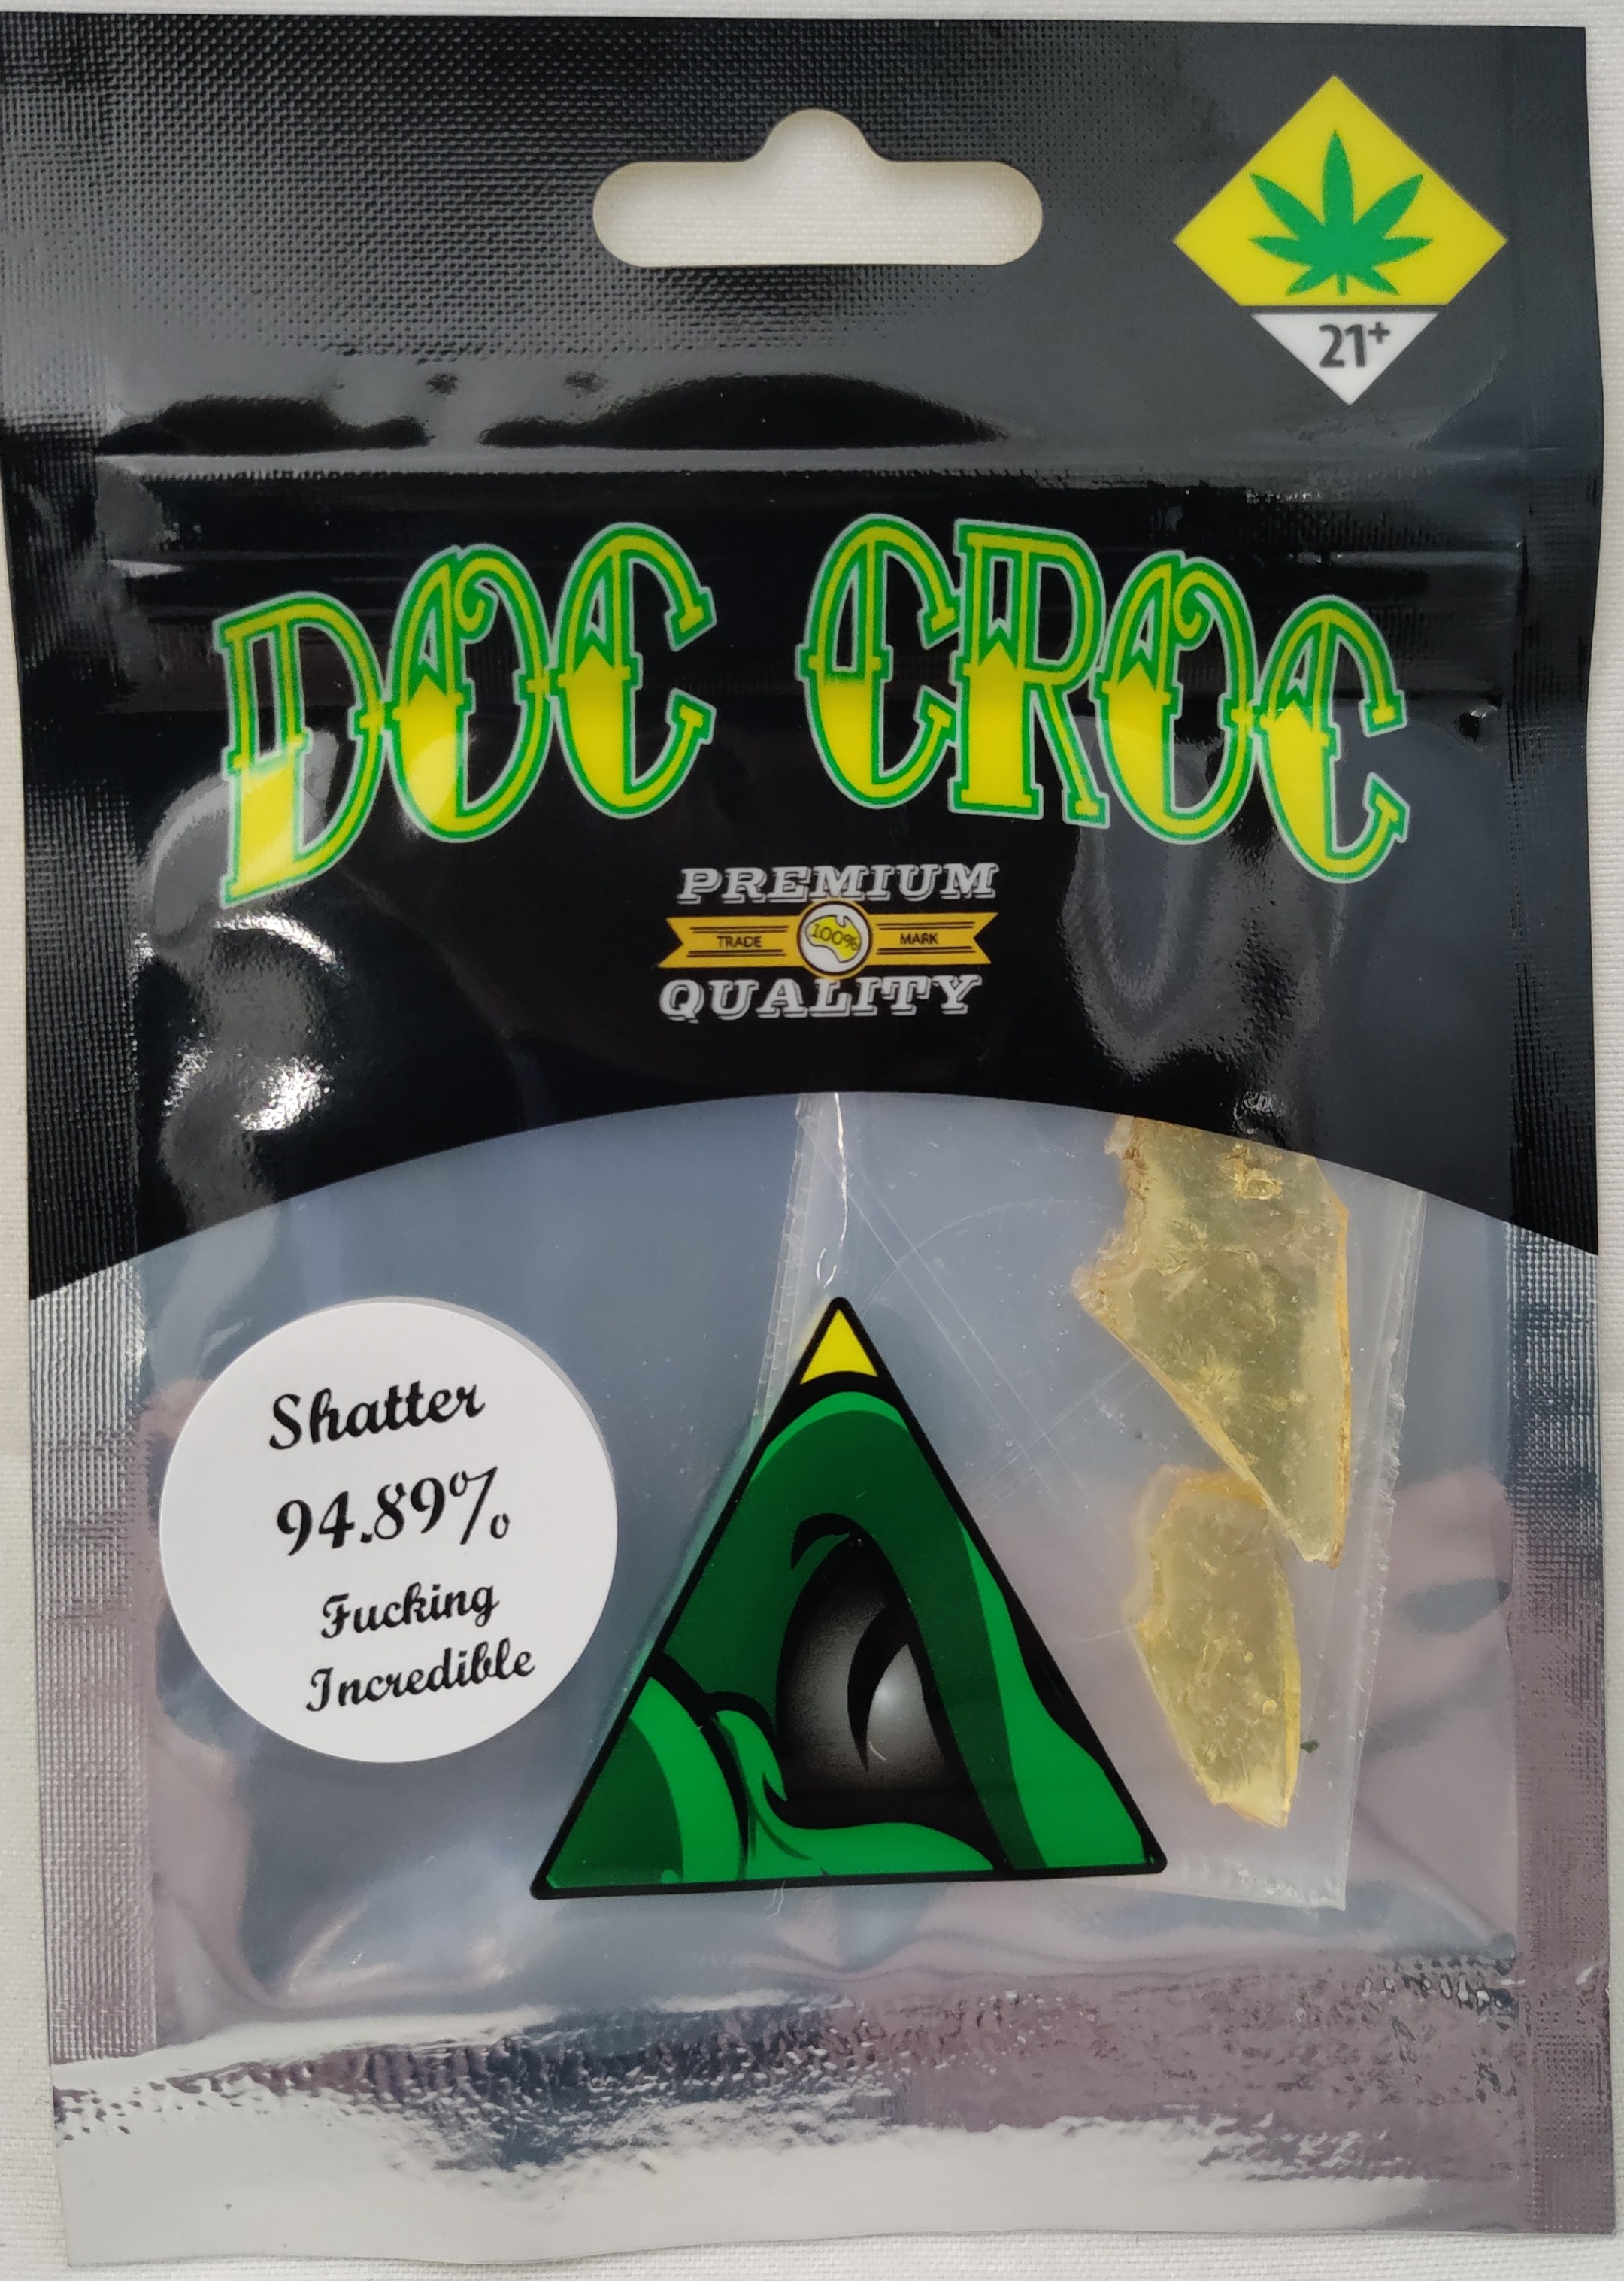 21+
DOC CROC
PREMIUM
TRADE 100% MARK
QUALITY
Shatter
94.89%
Fucking
Incredible